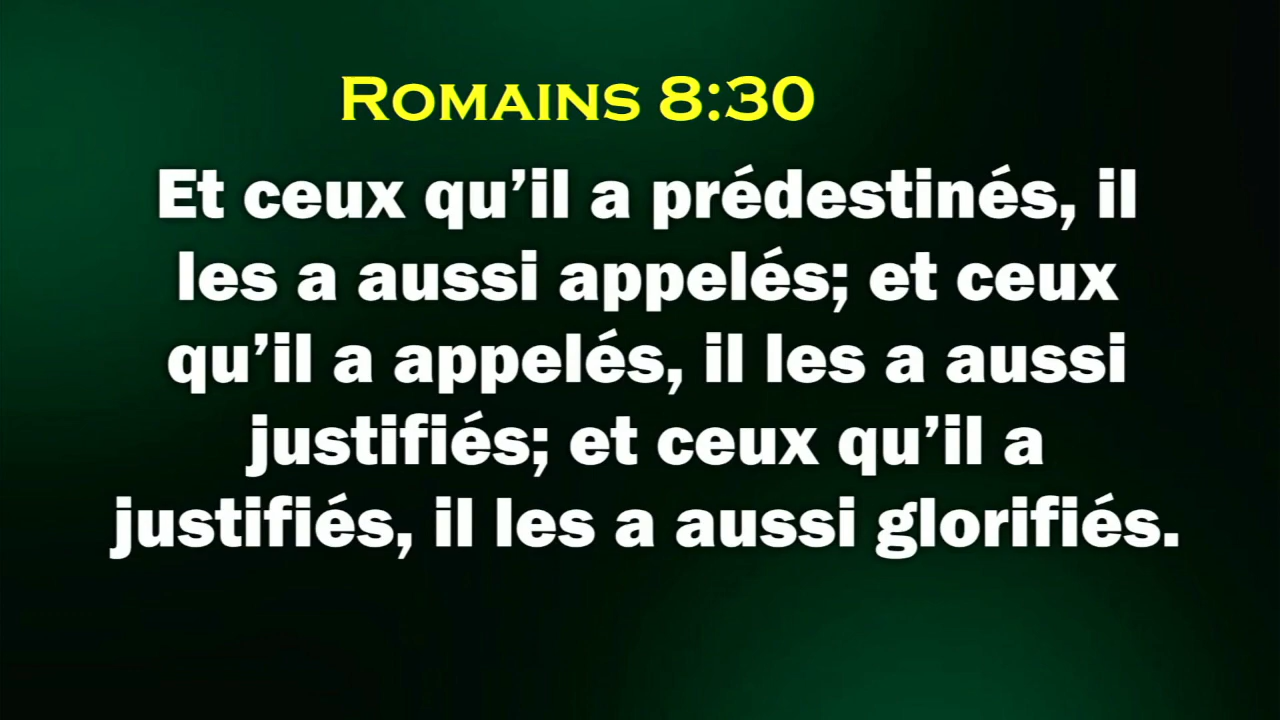 Romains 8:30
Et ceux qu’il a prédestinés, il
les a aussi appelés; et ceux
qu’il a appelés, il les a aussi
justifiés; et ceux qu’il a
justifiés, il les a aussi glorifiés.